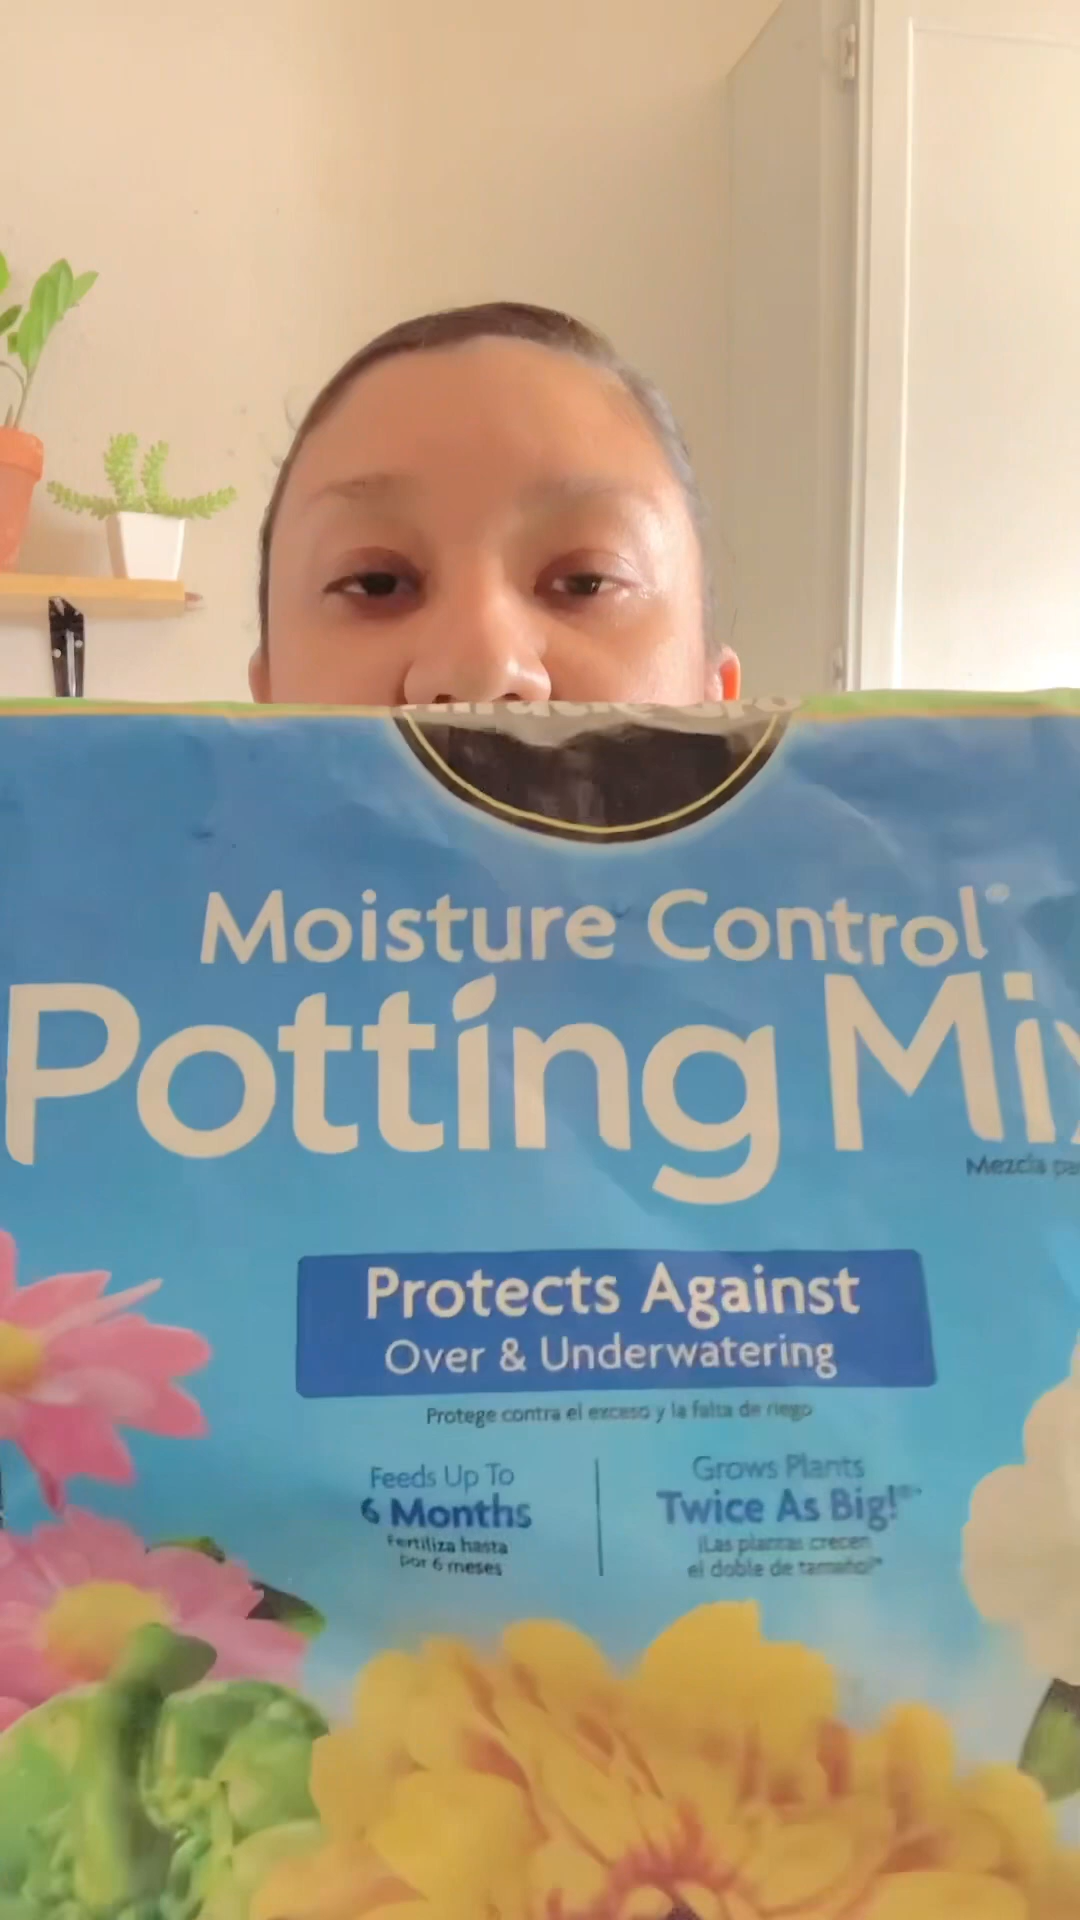 Moisture Control®
Potting Mix
Mezcla
Protects Against
Over & Underwatering
Protege contra el exceso y la falta de riego
Feeds Up To
6 Months
Fertiliza hasta
por 6 meses
Grows Plants
Twice As Big!
¡Las plantas crecen
el doble de tamaño!*